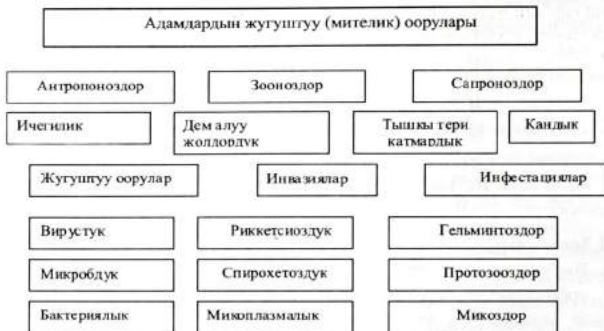 Адамдардын жугуштуу (мителик) оорулары
Антропоноздор Зооноздор Сапроноздор
Ичегилик Дем алуу жолдордук Тышкы тери катмардык Кандык
Жугуштуу оорулар Инвазиялар Инфестациялар
Вирустук Риккетсиоздук Гельминтоздор
Микробдук Спирохетоздук Протозооздор
Бактериялык Микоплазмалык Микоздор